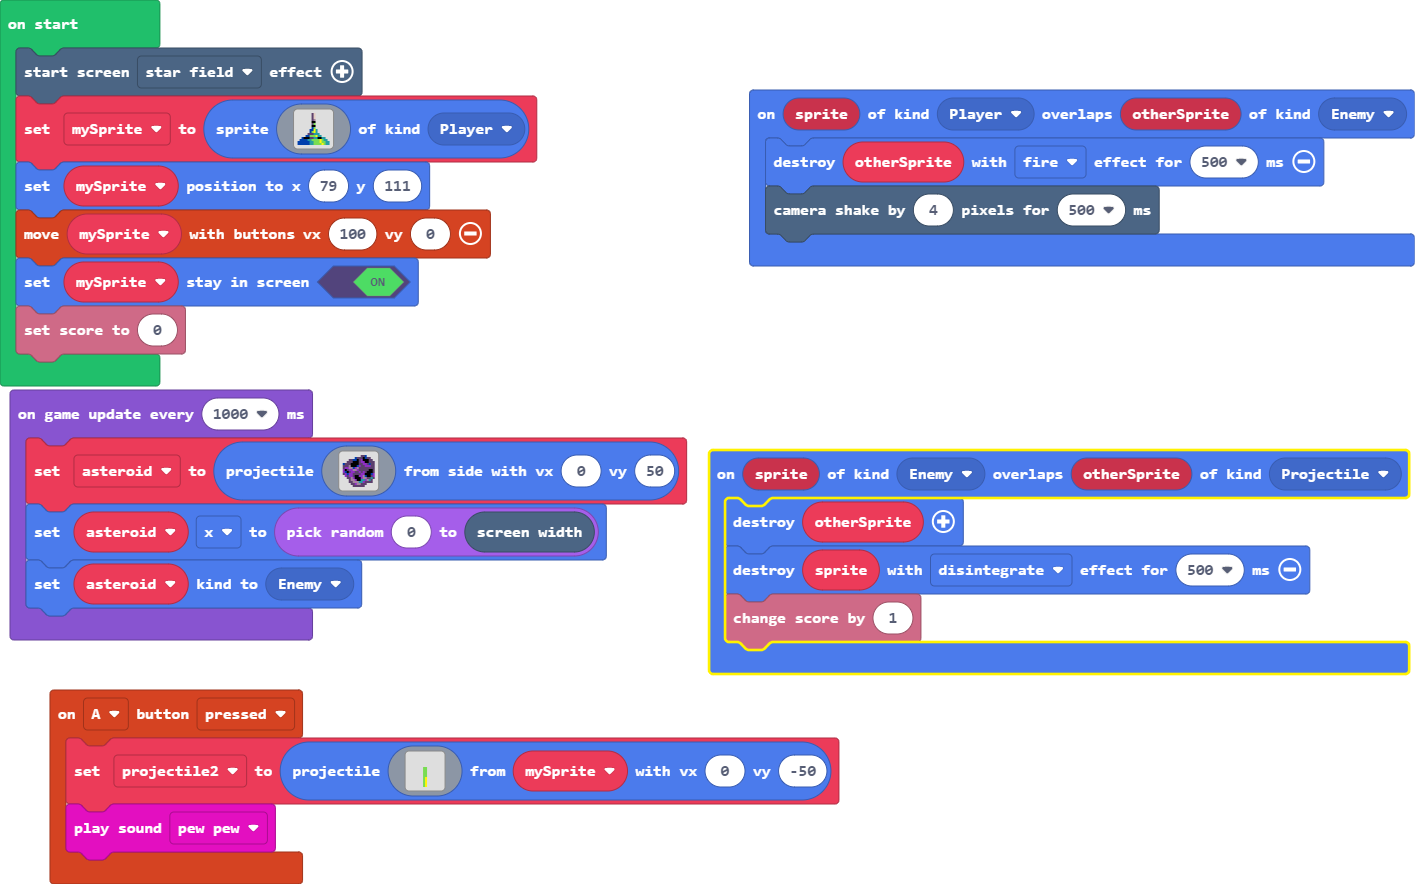 on start
start screen star field effect
set mySprite to sprite of kind Player
set mySprite position to x 79 y 111
move mySprite with buttons vx 100 vy 0
set mySprite stay in screen ON
set score to 0
on sprite of kind Player overlaps otherSprite of kind Enemy
destroy otherSprite with fire effect for 500 ms
camera shake by 4 pixels for 500 ms
on game update every 1000 ms
set asteroid to projectile from side with vx 0 vy 50
set asteroid x to pick random 0 to screen width
set asteroid kind to Enemy
on sprite of kind Enemy overlaps otherSprite of kind Projectile
destroy otherSprite
destroy sprite with disintegrate effect for 500 ms
change score by 1
on A button pressed
set projectile2 to projectile from mySprite with vx 0 vy -50
play sound pew pew